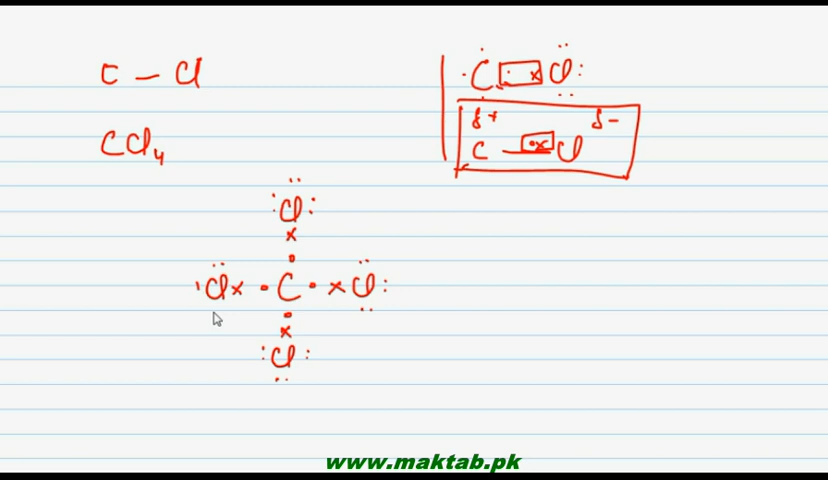 C – Cl
CCl₄
·C · x Cl:
δ+ δ–
C — ·x Cl
:Cl:
x
·
Cl x · C · x Cl:
·
x
:Cl:
www.maktab.pk